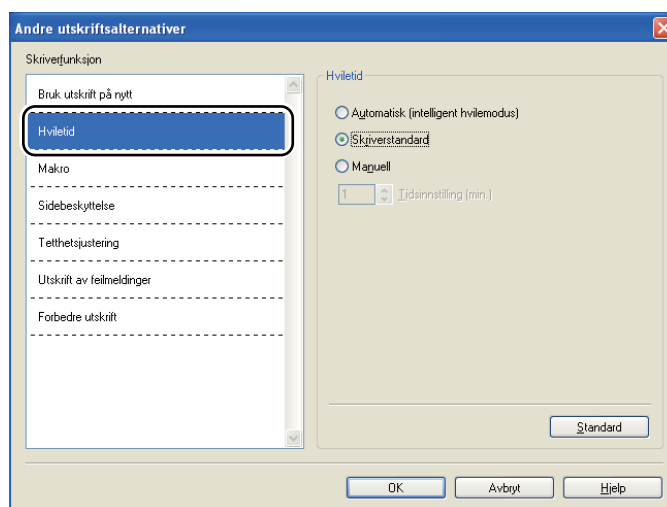 Andre utskriftsalternativer
Skriverfunksjon
Bruk utskrift på nytt
Hviletid
Makro
Sidebeskyttelse
Tetthetsjustering
Utskrift av feilmeldinger
Forbedre utskrift
Hviletid
Automatisk (intelligent hvilemodus)
Skriverstandard
Manuell
1 Tidsinnstilling (min.)
Standard
OK Avbryt Hjelp